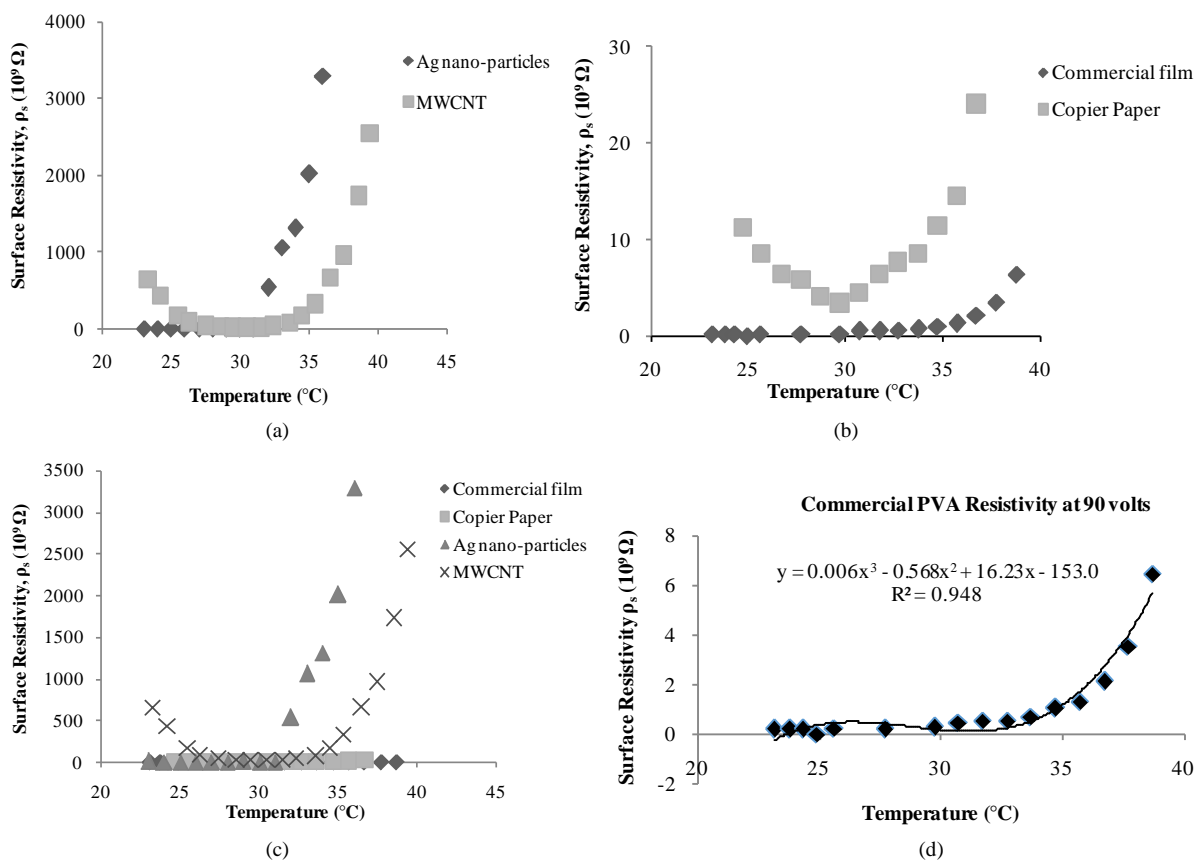 4000
3000
2000
1000
0
20 25 30 35 40 45
Surface Resistivity, ρs (10⁹ Ω)
Temperature (°C)
Ag nano-particles
MWCNT
(a)
30
20
10
0
20 25 30 35 40
Surface Resistivity, ρs (10⁹ Ω)
Temperature (°C)
Commercial film
Copier Paper
(b)
3500
3000
2500
2000
1500
1000
500
0
20 25 30 35 40 45
Surface Resistivity, ρs (10⁹ Ω)
Temperature (°C)
Commercial film
Copier Paper
Ag nano-particles
MWCNT
(c)
Commercial PVA Resistivity at 90 volts
y = 0.006x³ - 0.568x² + 16.23x - 153.0
R² = 0.948
8
6
4
2
0
-2
20 25 30 35 40
Surface Resistivity ρs (10⁹ Ω)
Temperature (°C)
(d)